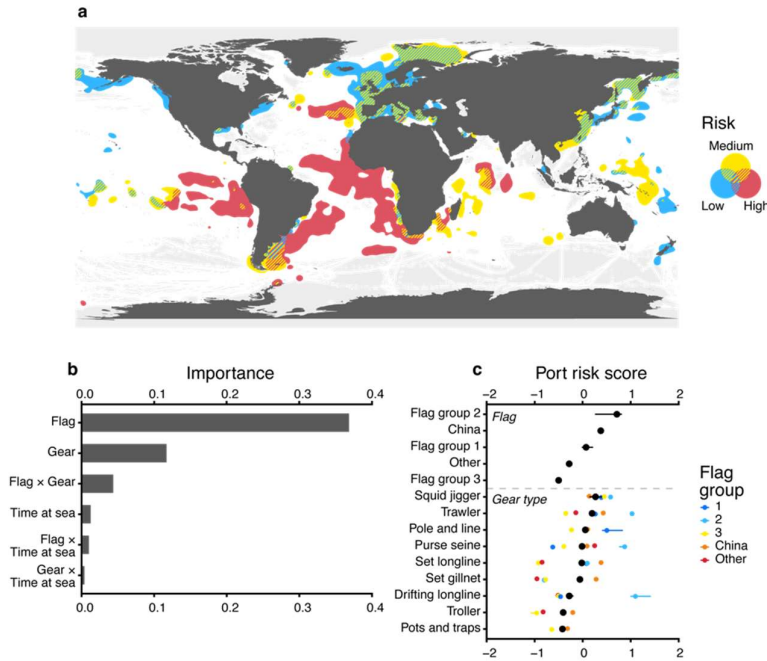 a
Risk
Medium
Low High
b
Importance
0.0 0.1 0.2 0.3 0.4
Flag
Gear
Flag × Gear
Time at sea
Flag ×
Time at sea
Gear ×
Time at sea
0.0 0.1 0.2 0.3 0.4
c
Port risk score
−2 −1 0 1 2
Flag group 2
Flag
China
Flag group 1
Other
Flag group 3
Squid jigger
Gear type
Trawler
Pole and line
Purse seine
Set longline
Set gillnet
Drifting longline
Troller
Pots and traps
−2 −1 0 1 2
Flag
group
1
2
3
China
Other